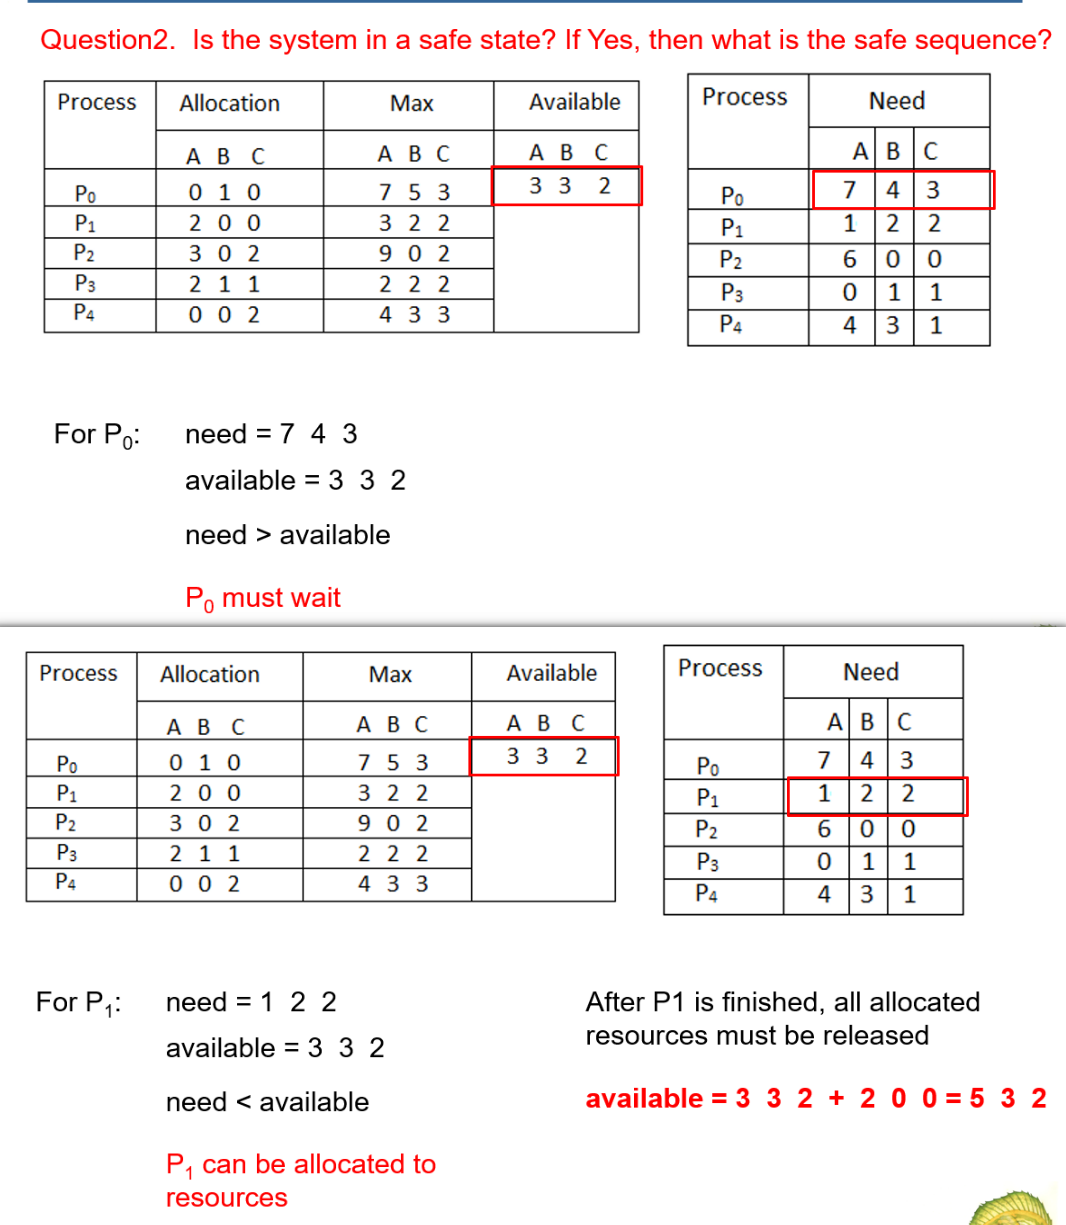 Question2. Is the system in a safe state? If Yes, then what is the safe sequence?
Process Allocation Max Available
A B C A B C A B C
P0 0 1 0 7 5 3 3 3 2
P1 2 0 0 3 2 2
P2 3 0 2 9 0 2
P3 2 1 1 2 2 2
P4 0 0 2 4 3 3
Process Need
A B C
P0 7 4 3
P1 1 2 2
P2 6 0 0
P3 0 1 1
P4 4 3 1
For P0: need = 7 4 3
available = 3 3 2
need > available
P0 must wait
Process Allocation Max Available
A B C A B C A B C
P0 0 1 0 7 5 3 3 3 2
P1 2 0 0 3 2 2
P2 3 0 2 9 0 2
P3 2 1 1 2 2 2
P4 0 0 2 4 3 3
Process Need
A B C
P0 7 4 3
P1 1 2 2
P2 6 0 0
P3 0 1 1
P4 4 3 1
For P1: need = 1 2 2
available = 3 3 2
need < available
P1 can be allocated to
resources
After P1 is finished, all allocated
resources must be released
available = 3 3 2 + 2 0 0 = 5 3 2